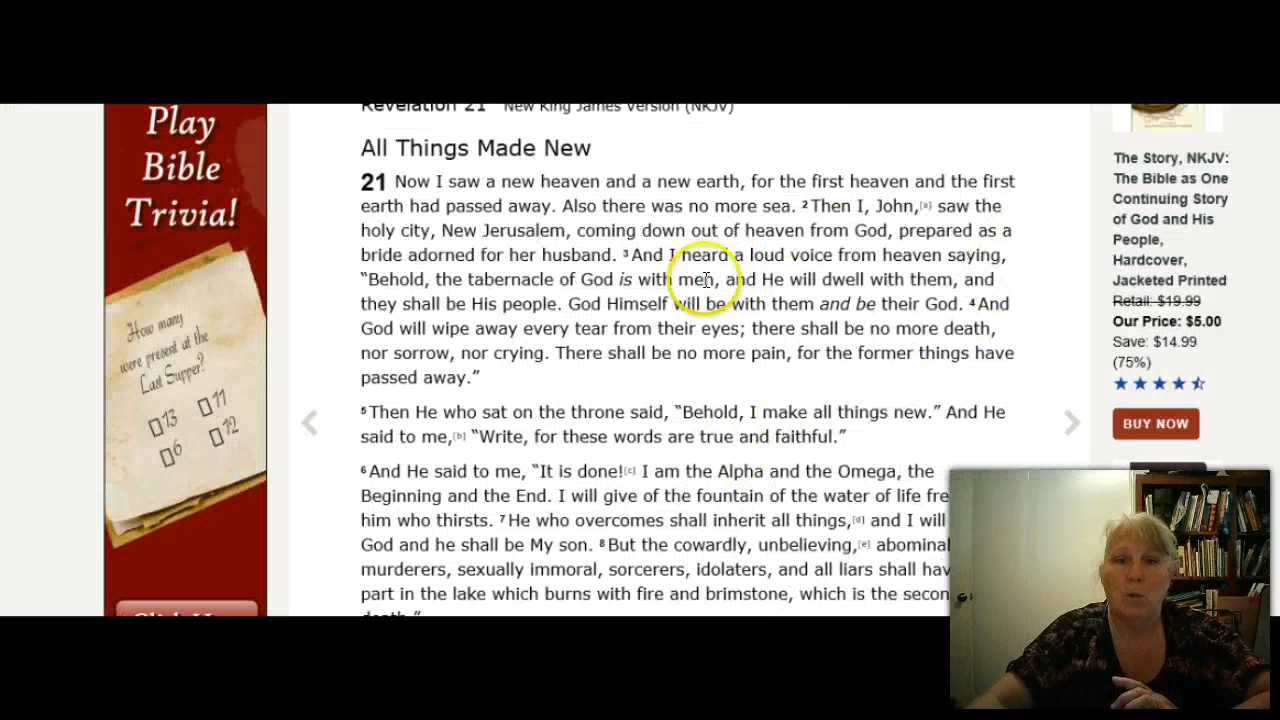 Play
Bible
Trivia!
How many
were present at the
Last Supper?
13
11
6
12
Revelation 21 New King James Version (NKJV)
All Things Made New
21 Now I saw a new heaven and a new earth, for the first heaven and the first
earth had passed away. Also there was no more sea. 2 Then I, John,[a] saw the
holy city, New Jerusalem, coming down out of heaven from God, prepared as a
bride adorned for her husband. 3 And I heard a loud voice from heaven saying,
“Behold, the tabernacle of God is with men, and He will dwell with them, and
they shall be His people. God Himself will be with them and be their God. 4 And
God will wipe away every tear from their eyes; there shall be no more death,
nor sorrow, nor crying. There shall be no more pain, for the former things have
passed away.”
5 Then He who sat on the throne said, “Behold, I make all things new.” And He
said to me,[b] “Write, for these words are true and faithful.”
6 And He said to me, “It is done![c] I am the Alpha and the Omega, the
Beginning and the End. I will give of the fountain of the water of life fre
him who thirsts. 7 He who overcomes shall inherit all things,[d] and I will
God and he shall be My son. 8 But the cowardly, unbelieving,[e] abominal
murderers, sexually immoral, sorcerers, idolaters, and all liars shall hav
part in the lake which burns with fire and brimstone, which is the secon
death.”
The Story, NKJV:
The Bible as One
Continuing Story
of God and His
People,
Hardcover,
Jacketed Printed
Retail: $19.99
Our Price: $5.00
Save: $14.99
(75%)
BUY NOW